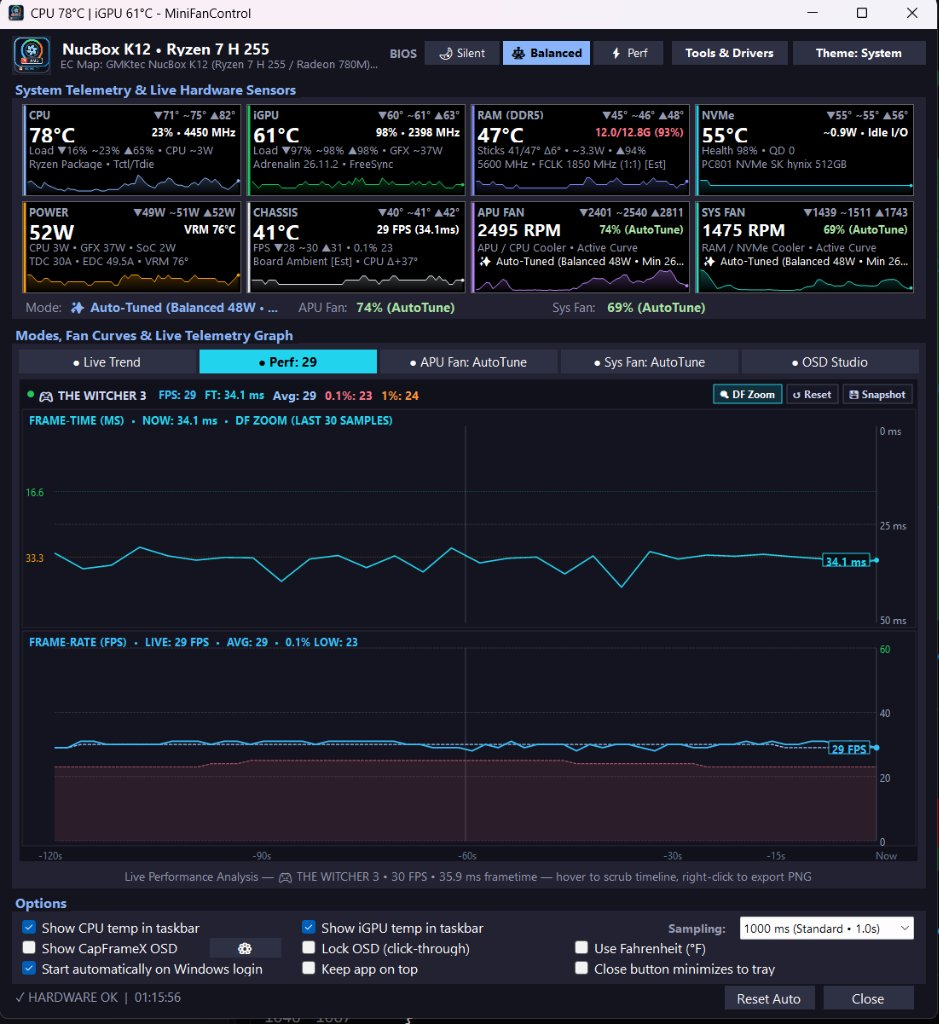 CPU 78°C | iGPU 61°C - MiniFanControl
NucBox K12 • Ryzen 7 H 255
EC Map: GMKtec NucBox K12 (Ryzen 7 H 255 / Radeon 780M)...
BIOS Silent Balanced Perf Tools & Drivers Theme: System
System Telemetry & Live Hardware Sensors
CPU ▼71° ~75° ▲82°
78°C 23% • 4450 MHz
Load ▼16% ~23% ▲65% • CPU ~3W
Ryzen Package • Tctl/Tdie
iGPU ▼60° ~61° ▲63°
61°C 98% • 2398 MHz
Load ▼97% ~98% ▲98% • GFX ~37W
Adrenalin 26.11.2 • FreeSync
RAM (DDR5) ▼45° ~46° ▲48°
47°C 12.0/12.8G (93%)
Sticks 41/47° Δ6° • ~3.3W • ▲94%
5600 MHz • FCLK 1850 MHz (1:1) [Est]
NVMe ▼55° ~55° ▲56°
55°C ~0.9W • Idle I/O
Health 98% • QD 0
PC801 NVMe SK hynix 512GB
POWER ▼49W ~51W ▲52W
52W VRM 76°C
CPU 3W • GFX 37W • SoC 2W
TDC 30A • EDC 49.5A • VRM 76°
CHASSIS ▼40° ~41° ▲42°
41°C 29 FPS (34.1ms)
FPS ▼28 ~30 ▲31 • 0.1% 23
Board Ambient [Est] • CPU Δ+37°
APU FAN ▼2401 ~2540 ▲2811
2495 RPM 74% (AutoTune)
APU / CPU Cooler • Active Curve
Auto-Tuned (Balanced 48W • Min 26...
SYS FAN ▼1439 ~1511 ▲1743
1475 RPM 69% (AutoTune)
RAM / NVMe Cooler • Active Curve
Auto-Tuned (Balanced 48W • Min 26...
Mode: Auto-Tuned (Balanced 48W • ... APU Fan: 74% (AutoTune) Sys Fan: 69% (AutoTune)
Modes, Fan Curves & Live Telemetry Graph
• Live Trend • Perf: 29 • APU Fan: AutoTune • Sys Fan: AutoTune • OSD Studio
THE WITCHER 3 FPS: 29 FT: 34.1 ms Avg: 29 0.1%: 23 1%: 24 DF Zoom Reset Snapshot
FRAME-TIME (MS) • NOW: 34.1 ms • DF ZOOM (LAST 30 SAMPLES)
0 ms
16.6
25 ms
33.3
34.1 ms
50 ms
FRAME-RATE (FPS) • LIVE: 29 FPS • AVG: 29 • 0.1% LOW: 23
60
40
29 FPS
20
0
-120s -90s -60s -30s -15s Now
Live Performance Analysis — THE WITCHER 3 • 30 FPS • 35.9 ms frametime — hover to scrub timeline, right-click to export PNG
Options
Show CPU temp in taskbar Show iGPU temp in taskbar Sampling: 1000 ms (Standard • 1.0s)
Show CapFrameX OSD Lock OSD (click-through) Use Fahrenheit (°F)
Start automatically on Windows login Keep app on top Close button minimizes to tray
✓ HARDWARE OK | 01:15:56 Reset Auto Close